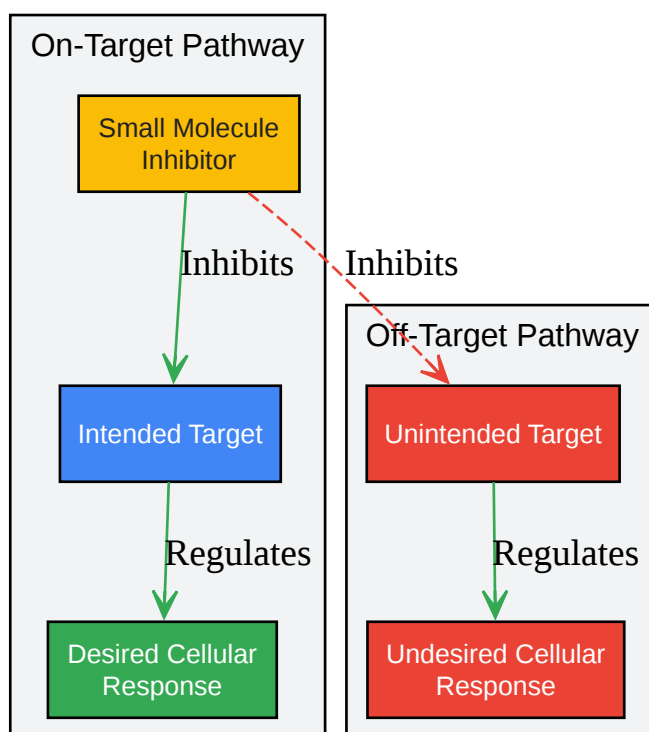 On-Target Pathway
Small Molecule
Inhibitor
Inhibits
Inhibits
Off-Target Pathway
Intended Target
Unintended Target
Regulates
Regulates
Desired Cellular
Response
Undesired Cellular
Response